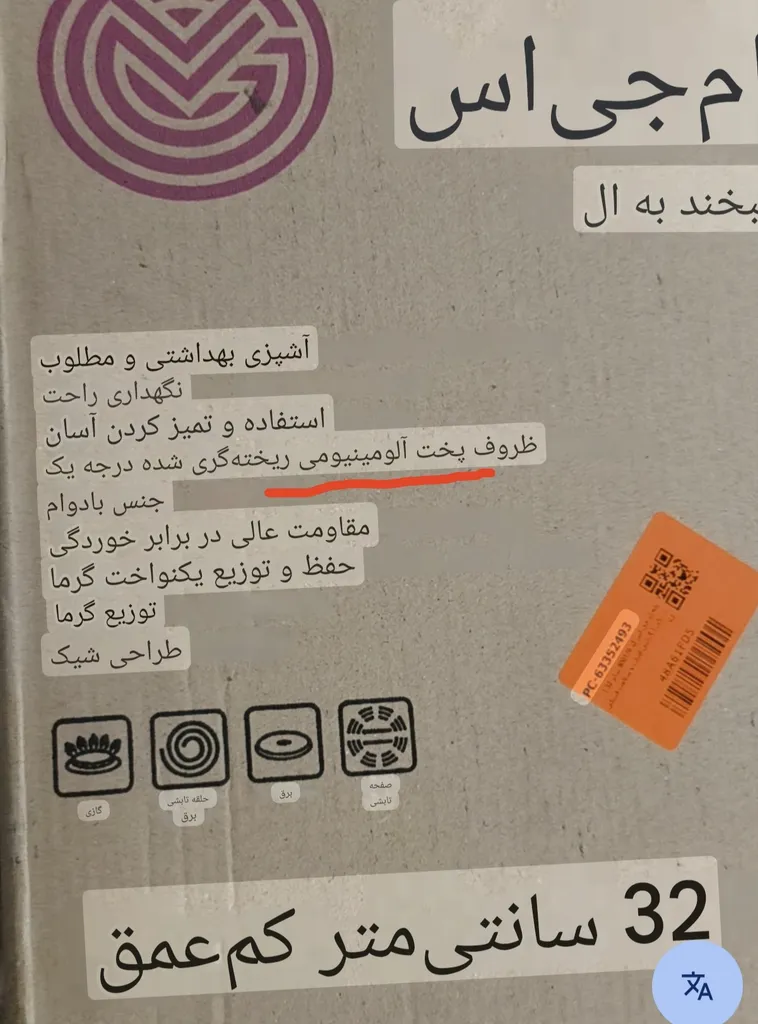 ام‌جی‌اس
بخند به ال
آشپزی بهداشتی و مطلوب
نگهداری راحت
استفاده و تمیز کردن آسان
ظروف پخت آلومینیومی ریخته‌گری شده درجه یک
جنس بادوام
مقاومت عالی در برابر خوردگی
حفظ و توزیع یکنواخت گرما
توزیع گرما
طراحی شیک
PC-63352493
48A61FD5
گازی
حلقه تابشی
برق
برق
صفحه
تابشی
32 سانتی‌متر کم‌عمق